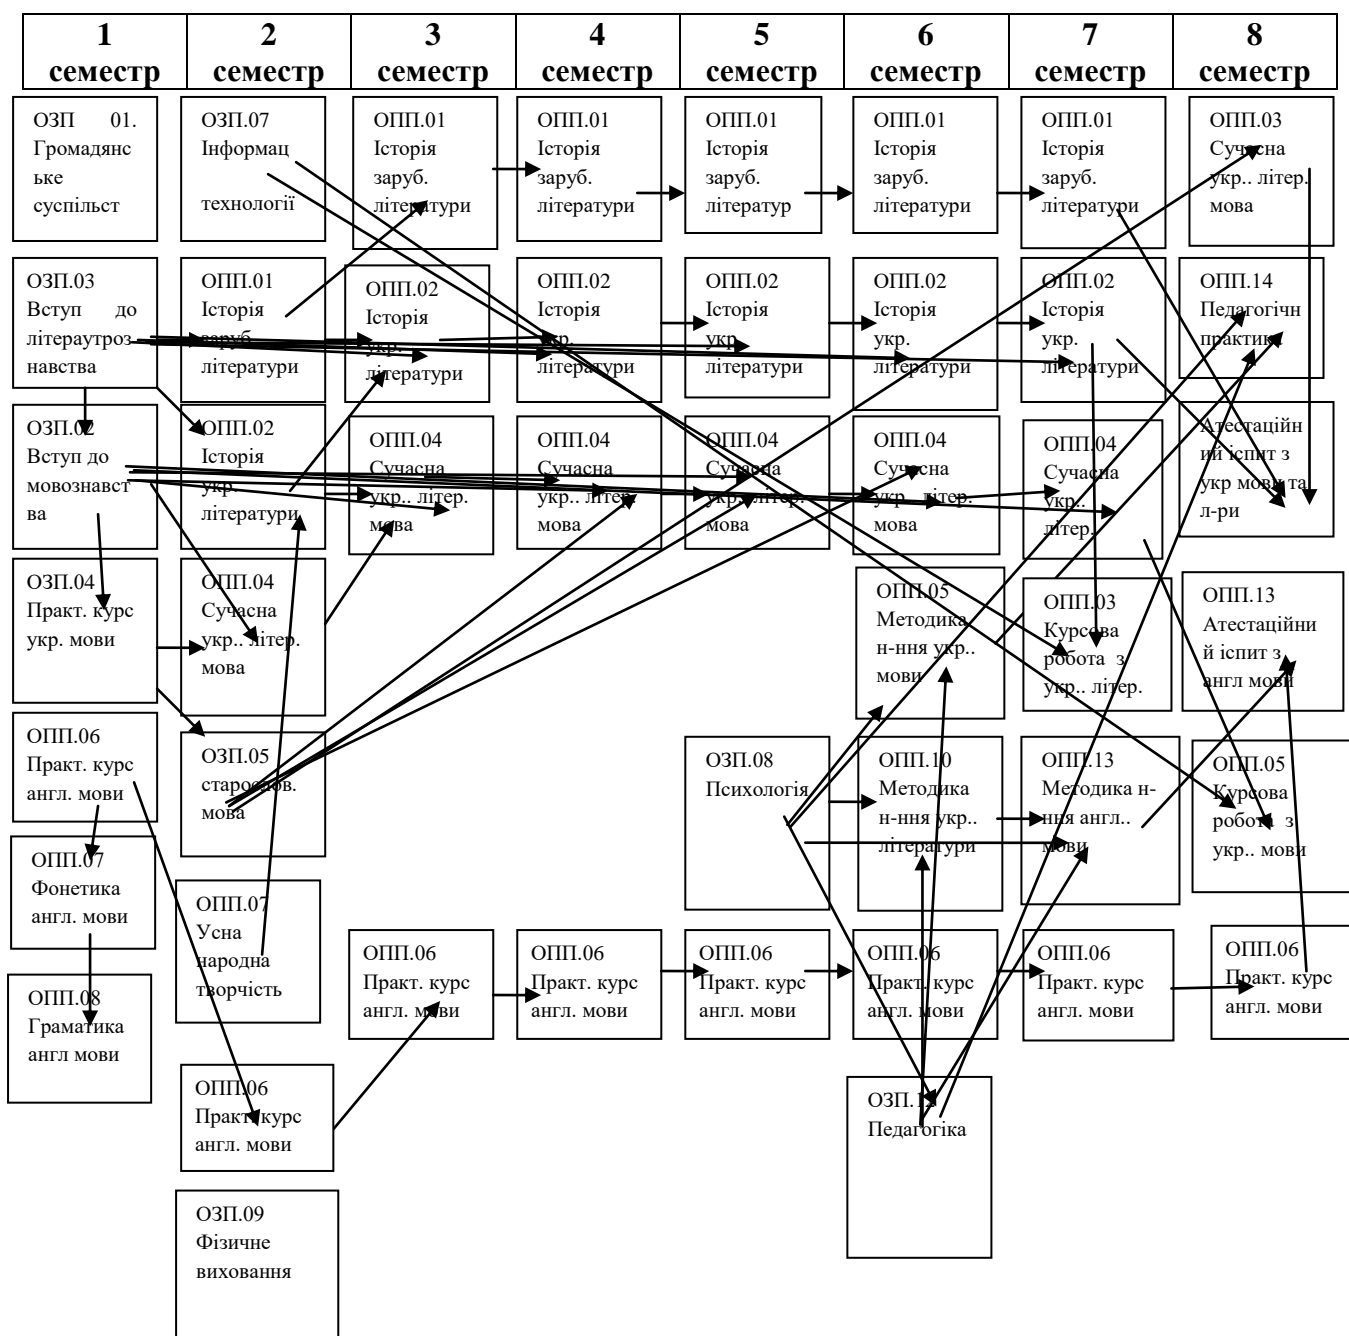 1 семестр
2 семестр
3 семестр
4 семестр
5 семестр
6 семестр
7 семестр
8 семестр
ОЗП 01.
Громадянс
ьке
суспільст
ОЗП.03
Вступ до
літераутроз
навства
ОЗП.02
Вступ до
мовознавст
ва
ОЗП.04
Практ. курс
укр. мови
ОПП.06
Практ. курс
англ. мови
ОПП.07
Фонетика
англ. мови
ОПП.08
Граматика
англ мови
ОЗП.07
Інформац
технології
ОПП.01
Історія
заруб.
літератури
ОПП.02
Історія
укр.
літератури
ОПП.04
Сучасна
укр.. літер.
мова
ОЗП.05
старослов.
мова
ОПП.07
Усна
народна
творчість
ОПП.06
Практ. курс
англ. мови
ОЗП.09
Фізичне
виховання
ОПП.01
Історія
заруб.
літератури
ОПП.02
Історія
укр.
літератури
ОПП.04
Сучасна
укр.. літер.
мова
ОПП.06
Практ. курс
англ. мови
ОПП.01
Історія
заруб.
літератури
ОПП.02
Історія
укр.
літератури
ОПП.04
Сучасна
укр.. літер.
мова
ОПП.06
Практ. курс
англ. мови
ОПП.01
Історія
заруб.
літератур
ОПП.02
Історія
укр.
літератури
ОПП.04
Сучасна
укр.. літер.
мова
ОЗП.08
Психологія
ОПП.06
Практ. курс
англ. мови
ОПП.01
Історія
заруб.
літератури
ОПП.02
Історія
укр.
літератури
ОПП.04
Сучасна
укр.. літер.
мова
ОПП.05
Методика
н-ння укр..
мови
ОПП.10
Методика
н-ння укр..
літератури
ОПП.06
Практ. курс
англ. мови
ОЗП.12
Педагогіка
ОПП.01
Історія
заруб.
літератури
ОПП.02
Історія
укр.
літератури
ОПП.04
Сучасна
укр..
літер.
ОПП.03
Курсова
робота з
укр.. літер.
ОПП.13
Методика н-
ння англ..
мови
ОПП.06
Практ. курс
англ. мови
ОПП.03
Сучасна
укр.. літер.
мова
ОПП.14
Педагогічн
практика
Атестаційн
ий іспит з
укр мови та
л-ри
ОПП.13
Атестаційни
й іспит з
англ мови
ОПП.05
Курсова
робота з
укр.. мови
ОПП.06
Практ. курс
англ. мови